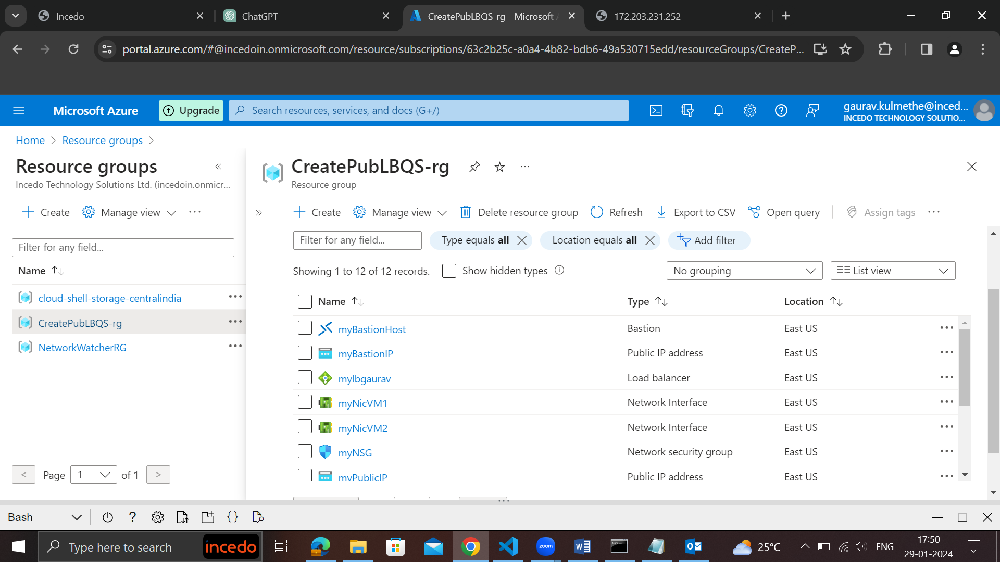 Incedo
ChatGPT
CreatePubLBQS-rg - Microsoft
172.203.231.252
portal.azure.com/#@incedoin.onmicrosoft.com/resource/subscriptions/63c2b25c-a0a4-4b82-bdb6-49a530715edd/resourceGroups/CreateP...
Microsoft Azure
Upgrade
Search resources, services, and docs (G+/)
gaurav.kulmethe@inced...
INCEDO TECHNOLOGY SOLUTIO...
Home > Resource groups >
Resource groups
Incedo Technology Solutions Ltd. (incedoin.onmicr...
Create
Manage view
...
Filter for any field...
Name
cloud-shell-storage-centralindia
CreatePubLBQS-rg
NetworkWatcherRG
< Page 1 of 1 >
CreatePubLBQS-rg
Resource group
Create
Manage view
Delete resource group
Refresh
Export to CSV
Open query
Assign tags
...
Filter for any field...
Type equals all
Location equals all
Add filter
Showing 1 to 12 of 12 records.
Show hidden types
No grouping
List view
Name Type Location
myBastionHost Bastion East US
myBastionIP Public IP address East US
mylbgaurav Load balancer East US
myNicVM1 Network Interface East US
myNicVM2 Network Interface East US
myNSG Network security group East US
myPublicIP Public IP address East US
Bash
?
{}
Type here to search
incedo
zoom
25°C
ENG
17:50
29-01-2024